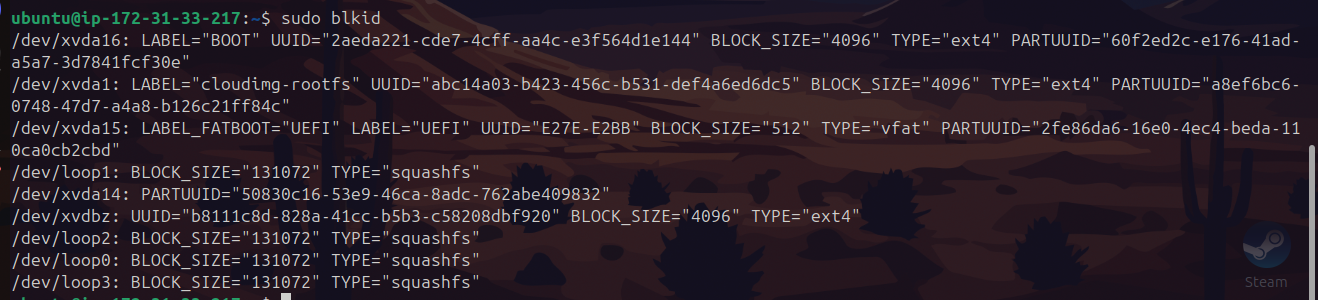 ubuntu@ip-172-31-33-217:~$ sudo blkid
/dev/xvda16: LABEL="BOOT" UUID="2aeda221-cde7-4cff-aa4c-e3f564d1e144" BLOCK_SIZE="4096" TYPE="ext4" PARTUUID="60f2ed2c-e176-41ad-
a5a7-3d7841fcf30e"
/dev/xvda1: LABEL="cloudimg-rootfs" UUID="abc14a03-b423-456c-b531-def4a6ed6dc5" BLOCK_SIZE="4096" TYPE="ext4" PARTUUID="a8ef6bc6-
0748-47d7-a4a8-b126c21ff84c"
/dev/xvda15: LABEL_FATBOOT="UEFI" LABEL="UEFI" UUID="E27E-E2BB" BLOCK_SIZE="512" TYPE="vfat" PARTUUID="2fe86da6-16e0-4ec4-beda-11
0ca0cb2cbd"
/dev/loop1: BLOCK_SIZE="131072" TYPE="squashfs"
/dev/xvda14: PARTUUID="50830c16-53e9-46ca-8adc-762abe409832"
/dev/xvdbz: UUID="b8111c8d-828a-41cc-b5b3-c58208dbf920" BLOCK_SIZE="4096" TYPE="ext4"
/dev/loop2: BLOCK_SIZE="131072" TYPE="squashfs"
/dev/loop0: BLOCK_SIZE="131072" TYPE="squashfs"
/dev/loop3: BLOCK_SIZE="131072" TYPE="squashfs"
Steam